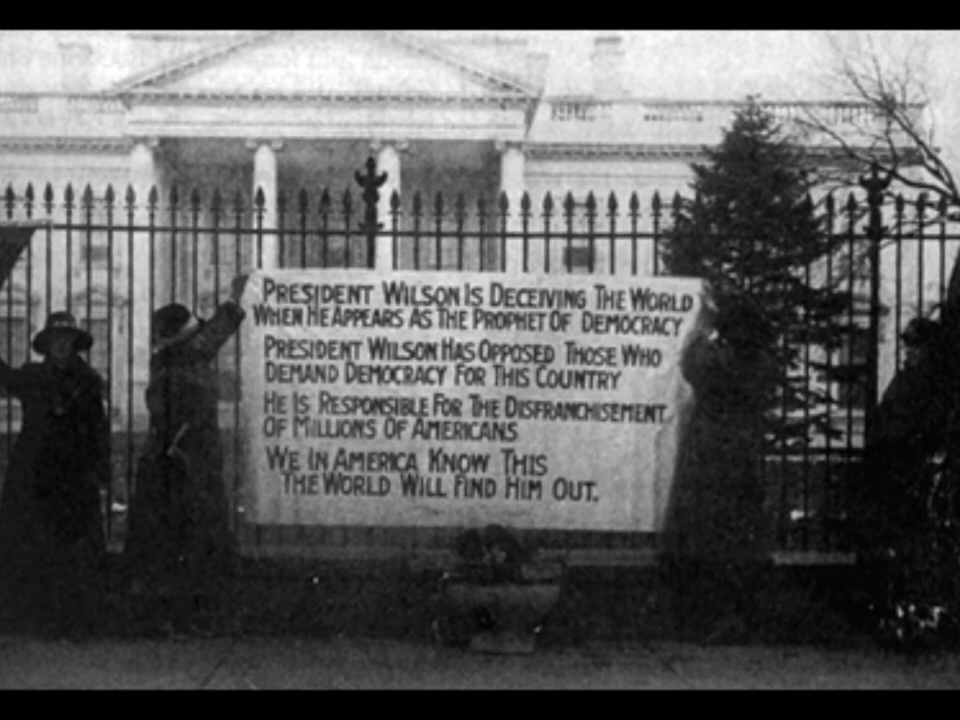 PRESIDENT WILSON IS DECEIVING THE WORLD
WHEN HE APPEARS AS THE PROPHET OF DEMOCRACY
PRESIDENT WILSON HAS OPPOSED THOSE WHO
DEMAND DEMOCRACY FOR THIS COUNTRY
HE IS RESPONSIBLE FOR THE DISFRANCHISEMENT
OF MILLIONS OF AMERICANS
WE IN AMERICA KNOW THIS
THE WORLD WILL FIND HIM OUT.